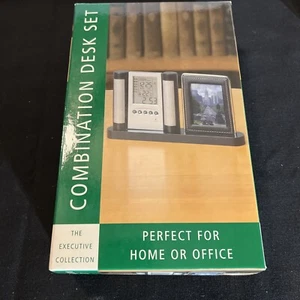 COMBINATION DESK SET
THE
EXECUTIVE
COLLECTION
PERFECT FOR
HOME OR OFFICE